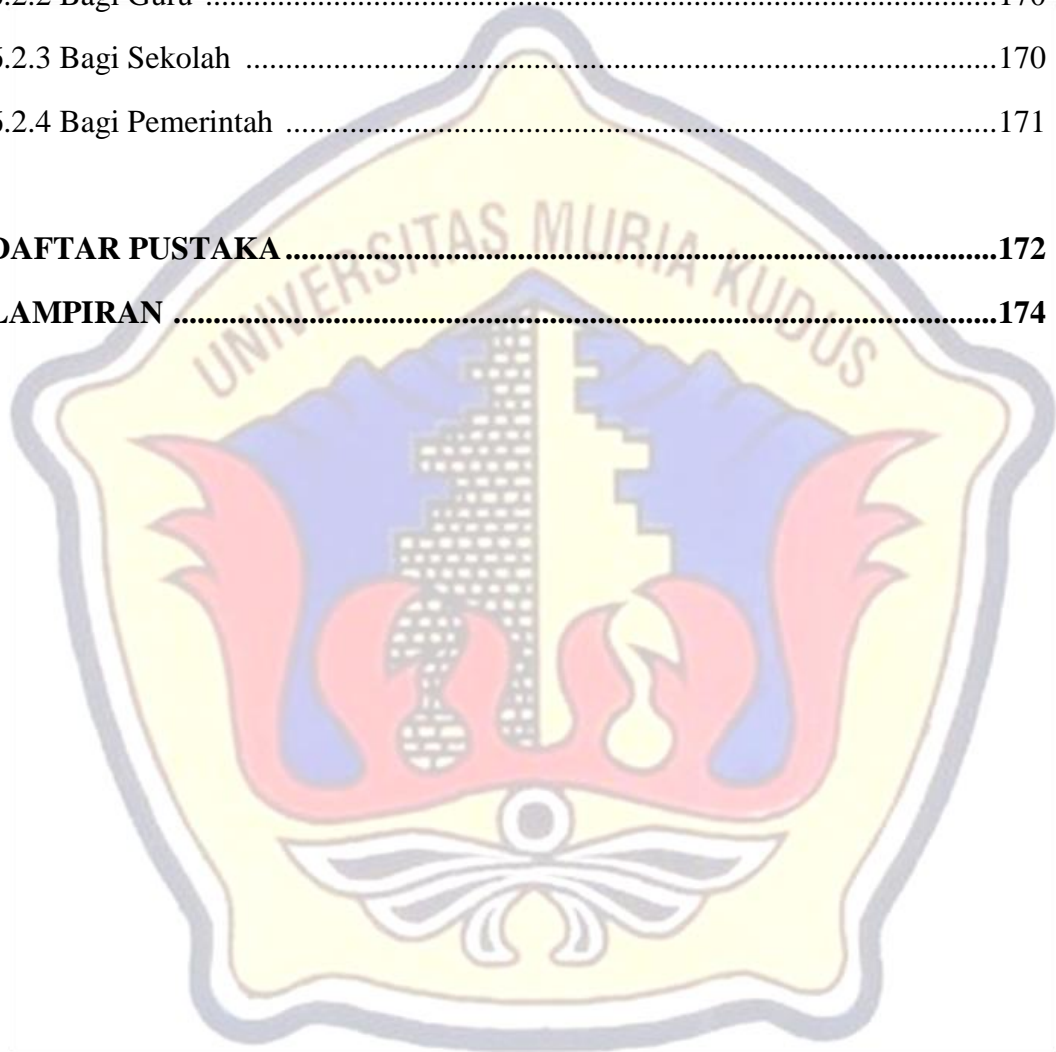 .2.2 Bagi Guru ....................................................................................................170
.2.3 Bagi Sekolah ...............................................................................................170
.2.4 Bagi Pemerintah ..........................................................................................171
DAFTAR PUSTAKA...........................................................................................172
LAMPIRAN .........................................................................................................174
UNIVERSITAS MURIA KUDUS